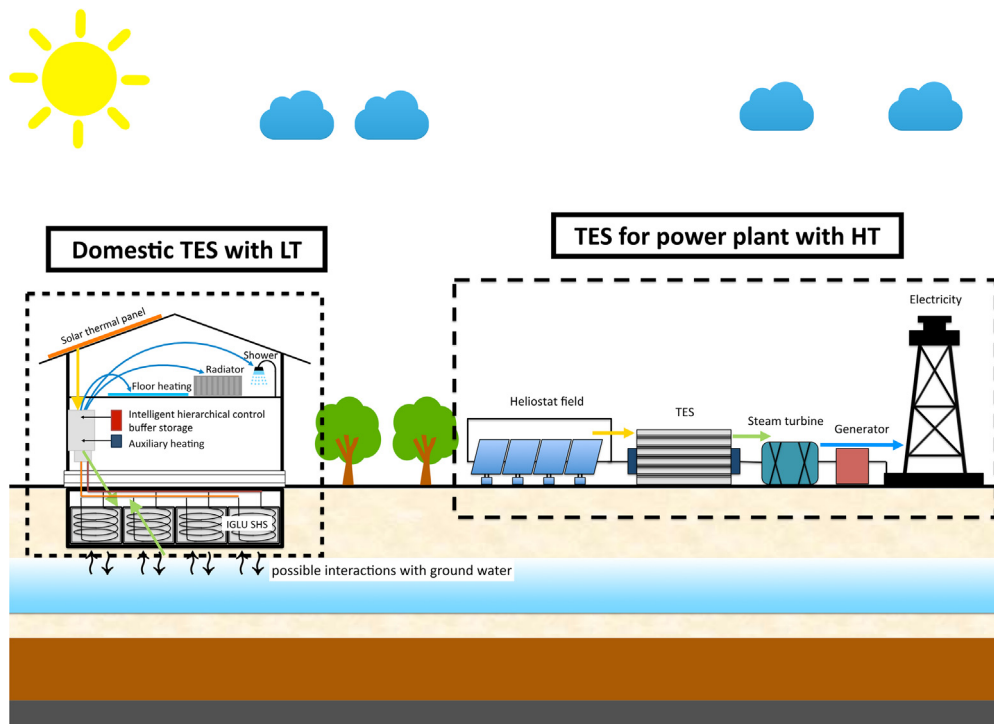 Domestic TES with LT
TES for power plant with HT
Solar thermal panel
Shower
Radiator
Floor heating
Intelligent hierarchical control
buffer storage
Auxiliary heating
IGLU SHS
possible interactions with ground water
Heliostat field
TES
Steam turbine
Generator
Electricity